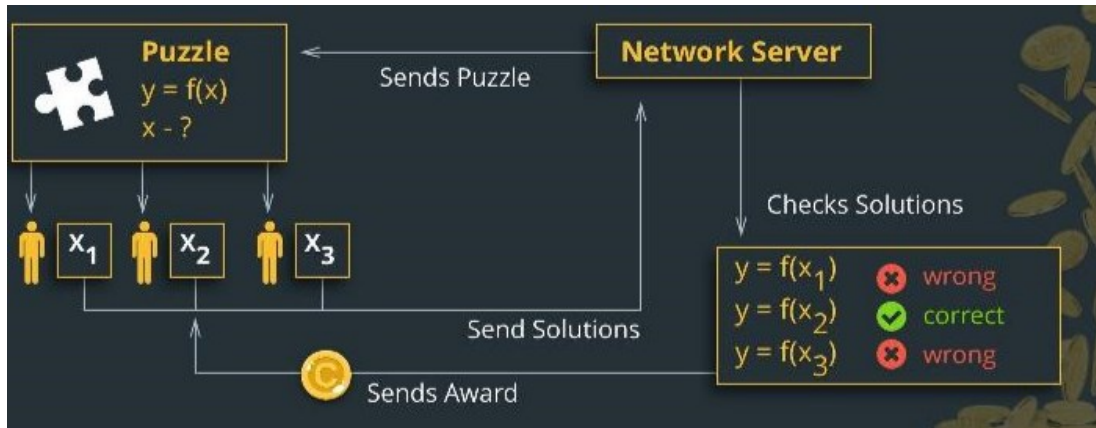 Puzzle
y = f(x)
x - ?
Sends Puzzle
Network Server
Checks Solutions
x₁
x₂
x₃
Send Solutions
y = f(x₁) wrong
y = f(x₂) correct
y = f(x₃) wrong
C
Sends Award